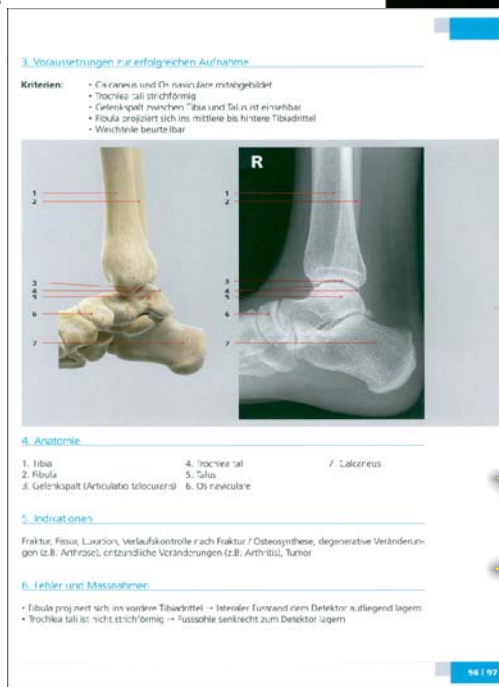 3. Voraussetzungen zur erfolgreichen Aufnahme
Kriterien:
• Calcaneus und Os naviculare mitabgebildet
• Trochlea tali strichförmig
• Gelenkspalt zwischen Tibia und Talus ist einsehbar
• Fibula projiziert sich ins mittlere bis hintere Tibiadrittel
• Weichteile beurteilbar
R
1
2
3
4
5
6
7
1
2
3
4
5
6
7
4. Anatomie
1. Tibia
2. Fibula
3. Gelenkspalt (Articulatio talocruralis)
4. Trochlea tali
5. Talus
6. Os naviculare
7. Calcaneus
5. Indikationen
Fraktur, Fissur, Luxation, Verlaufskontrolle nach Fraktur / Osteosynthese, degenerative Veränderun-
gen (z.B. Arthrose), entzündliche Veränderungen (z.B. Arthritis), Tumor
6. Fehler und Massnahmen
• Fibula projiziert sich ins vordere Tibiadrittel → lateraler Fussrand dem Detektor aufliegend lagern
• Trochlea tali ist nicht strichförmig → Fusssohle senkrecht zum Detektor lagern
96 | 97